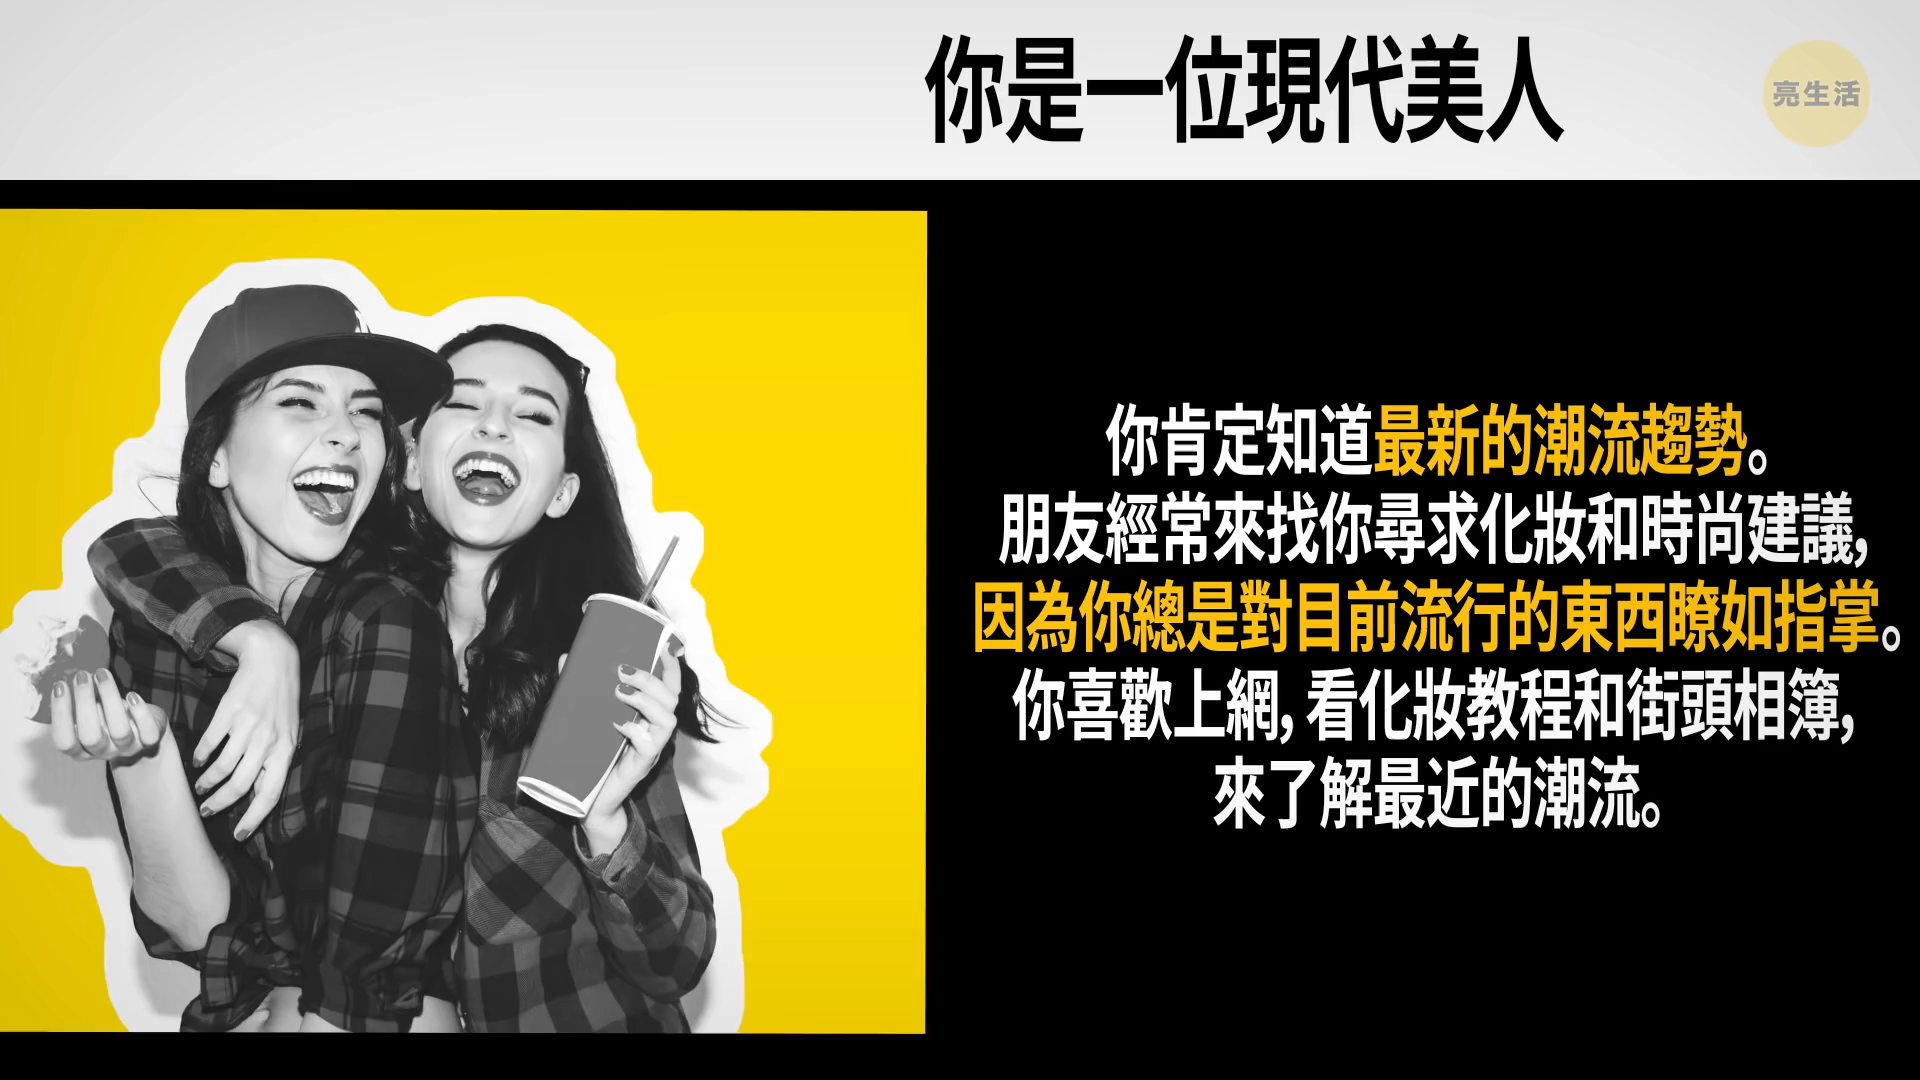 你是一位現代美人
亮生活
你肯定知道最新的潮流趨勢。
朋友經常來找你尋求化妝和時尚建議,
因為你總是對目前流行的東西瞭如指掌。
你喜歡上網, 看化妝教程和街頭相簿,
來了解最近的潮流。